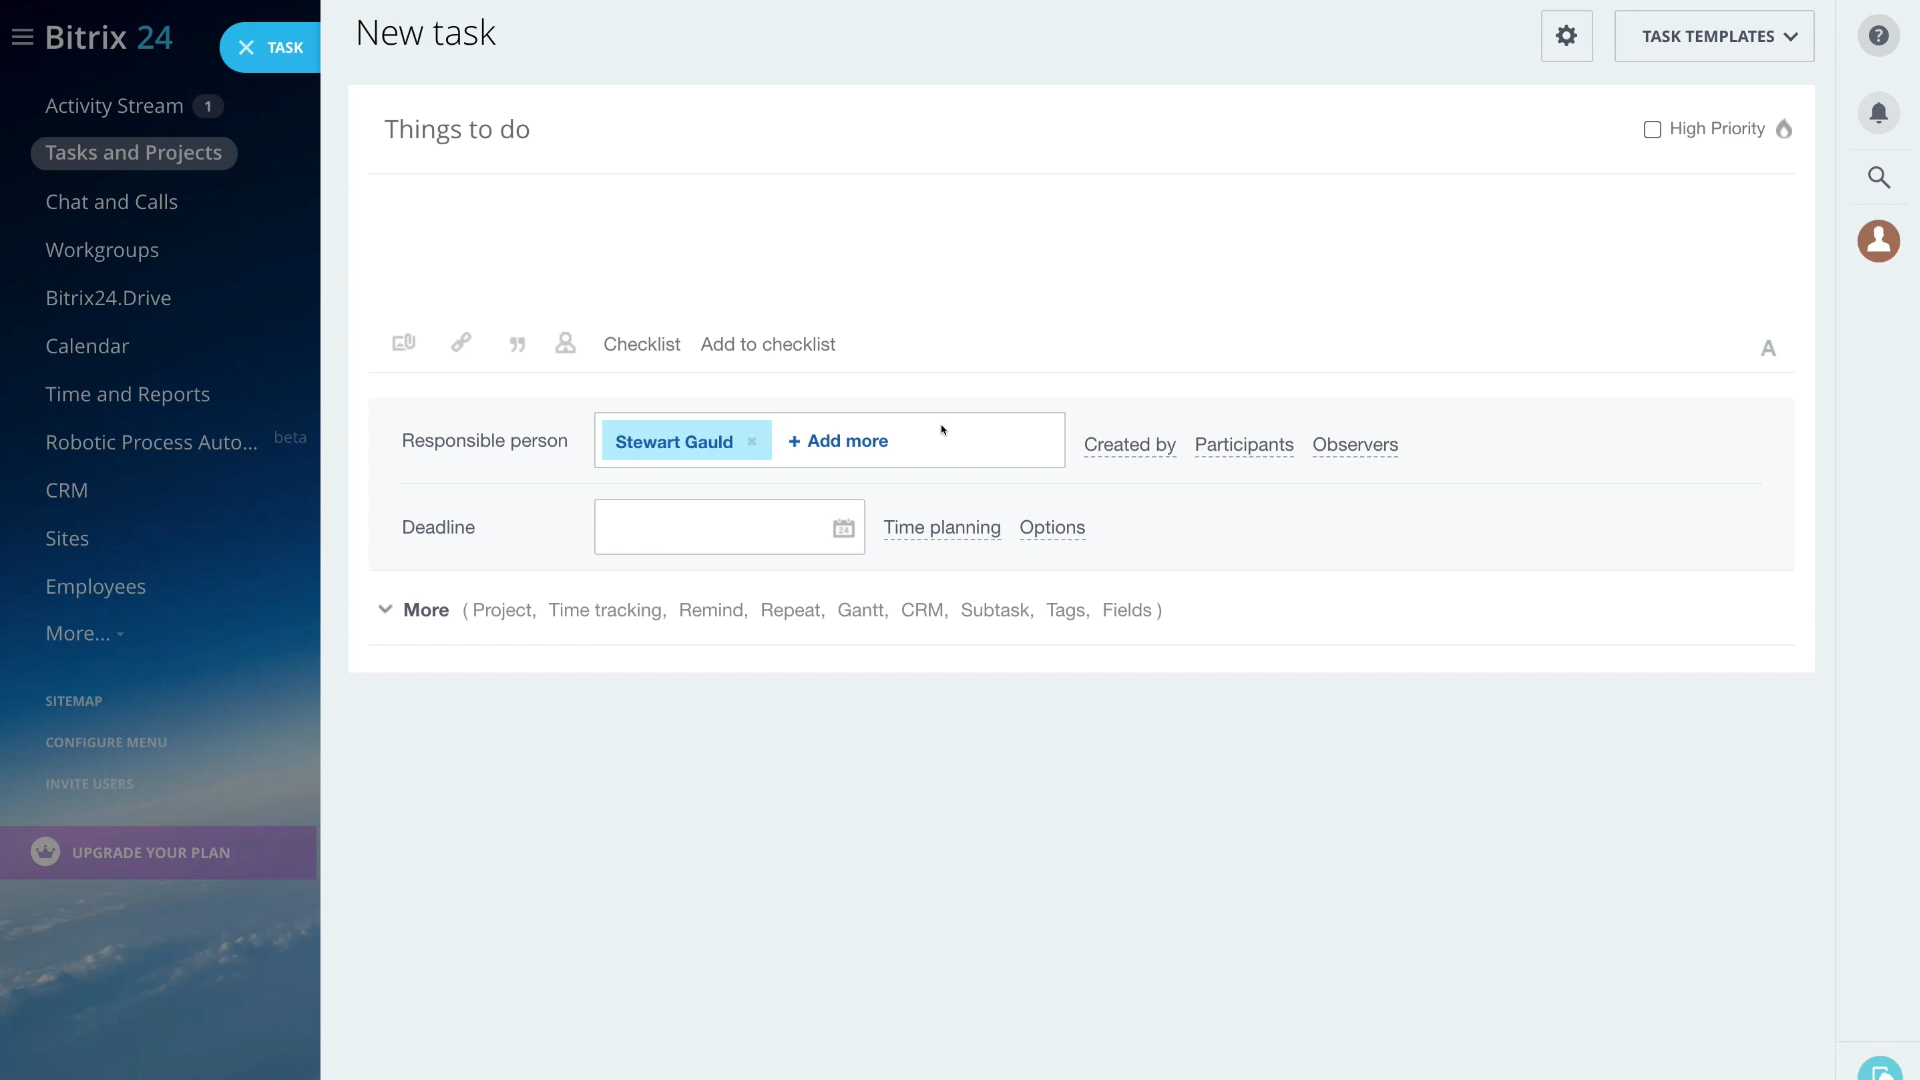 Bitrix 24
TASK
New task
TASK TEMPLATES
Activity Stream 1
Tasks and Projects
Chat and Calls
Workgroups
Bitrix24.Drive
Calendar
Time and Reports
Robotic Process Auto... beta
CRM
Sites
Employees
More...
SITEMAP
CONFIGURE MENU
INVITE USERS
UPGRADE YOUR PLAN
Things to do
High Priority
Checklist Add to checklist
A
Responsible person
Stewart Gauld × + Add more
Created by Participants Observers
Deadline
24
Time planning Options
More ( Project, Time tracking, Remind, Repeat, Gantt, CRM, Subtask, Tags, Fields )
?